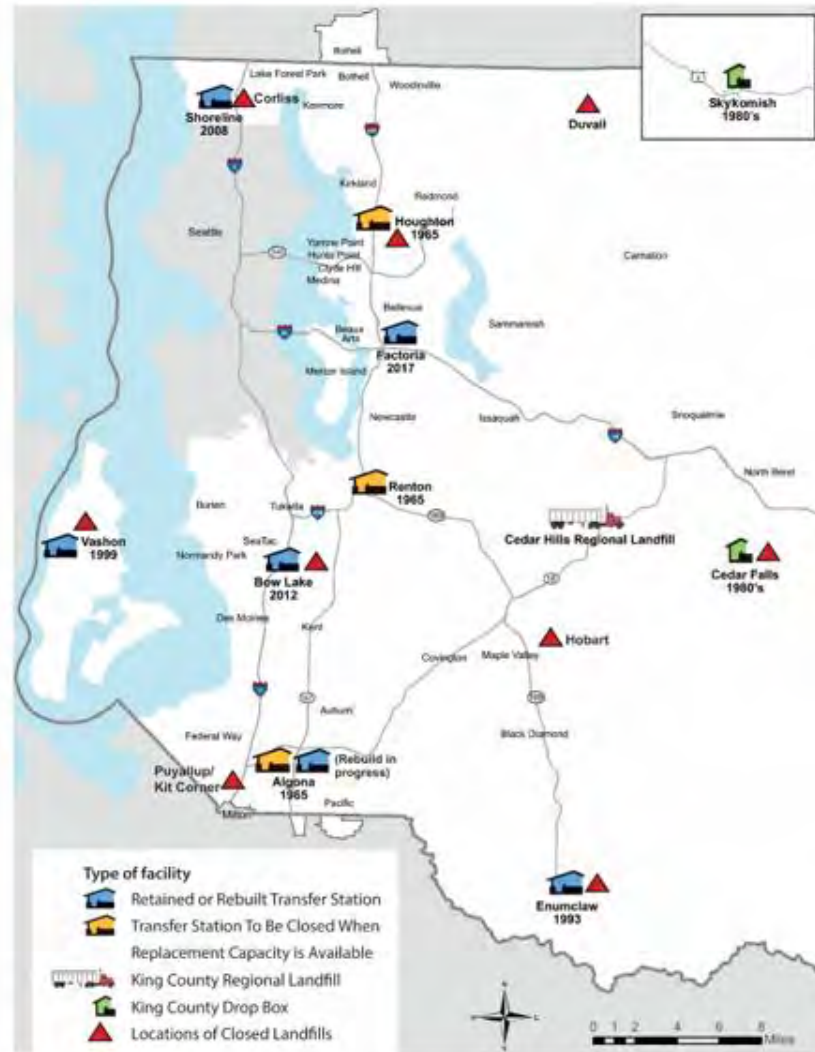 Bothell
Lake Forest Park
Bothell
Woodinville
Kenmore
Corliss
Shoreline
2008
Duvall
Skykomish
1980's
Kirkland
Redmond
Houghton
1965
Seattle
Yarrow Point
Hunts Point
Clyde Hill
Medina
Carnation
Bellevue
Beaux
Arts
Sammamish
Factoria
2017
Mercer Island
Newcastle
Issaquah
Snoqualmie
North Bend
Renton
1965
Burien
Tukwila
Cedar Hills Regional Landfill
Vashon
1999
SeaTac
Normandy Park
Bow Lake
2012
Cedar Falls
1980's
Des Moines
Kent
Hobart
Covington
Maple Valley
Auburn
Black Diamond
Federal Way
(Rebuild in
progress)
Puyallup/
Kit Corner
Algona
1965
Milton
Pacific
Enumclaw
1993
Type of facility
Retained or Rebuilt Transfer Station
Transfer Station To Be Closed When
Replacement Capacity is Available
King County Regional Landfill
King County Drop Box
Locations of Closed Landfills
0 1 2 4 6 8
Miles